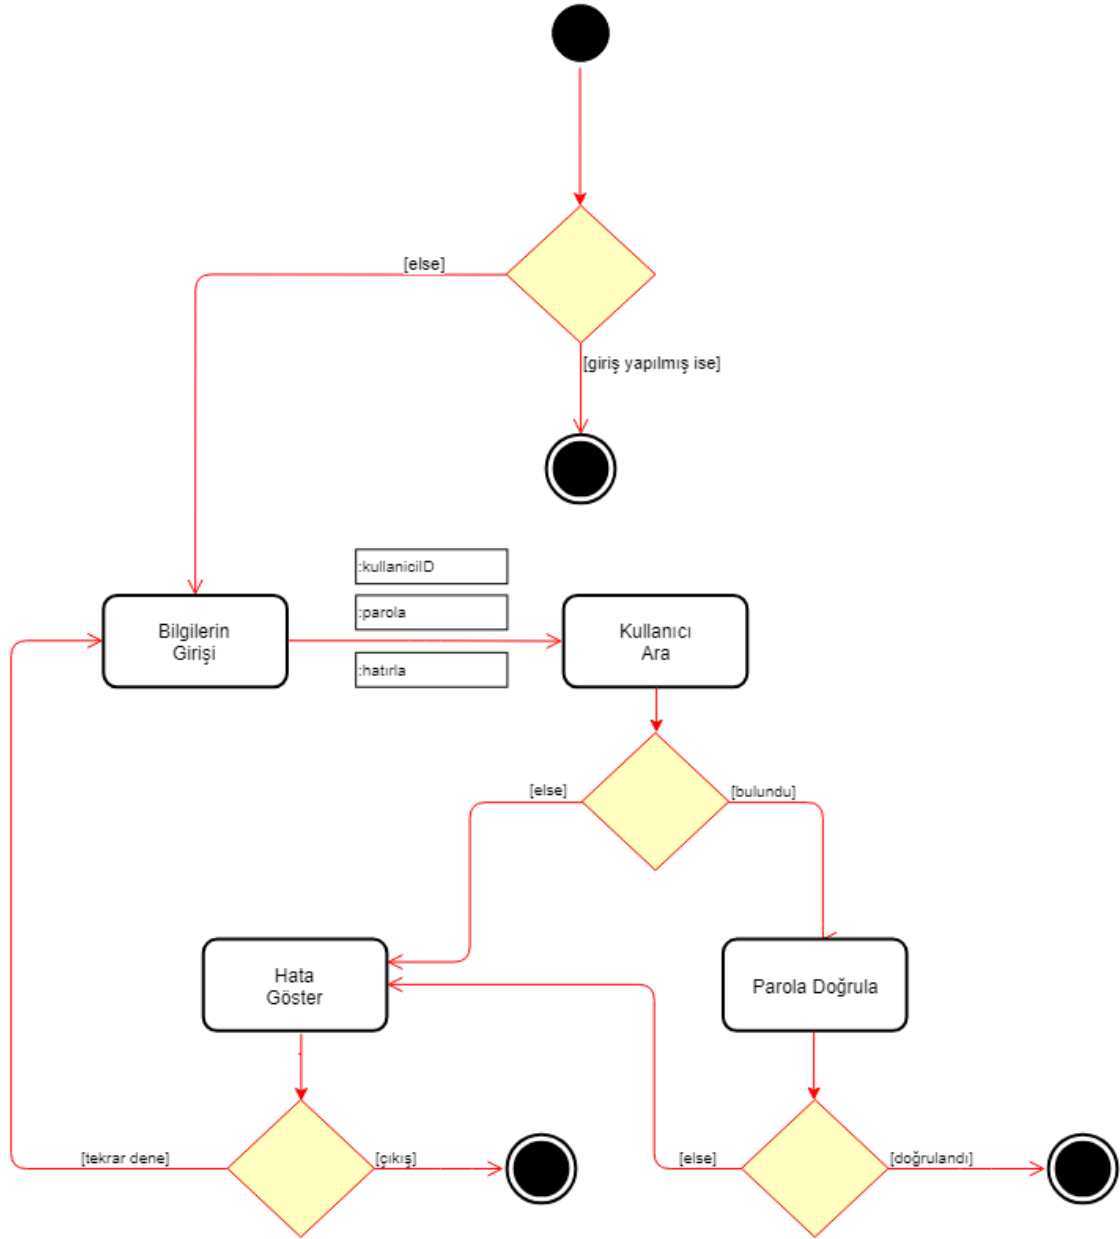 [else]
[giriş yapılmış ise]
:kullaniciID
:parola
:hatırla
Bilgilerin
Girişi
Kullanıcı
Ara
[else]
[bulundu]
Hata
Göster
Parola Doğrula
[tekrar dene]
[çıkış]
[else]
[doğrulandı]